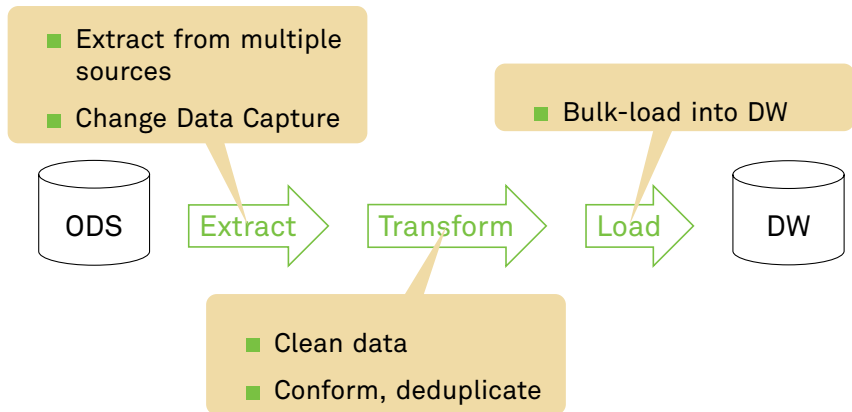 Extract from multiple
sources
Change Data Capture
Bulk-load into DW
ODS
Extract
Transform
Load
DW
Clean data
Conform, deduplicate